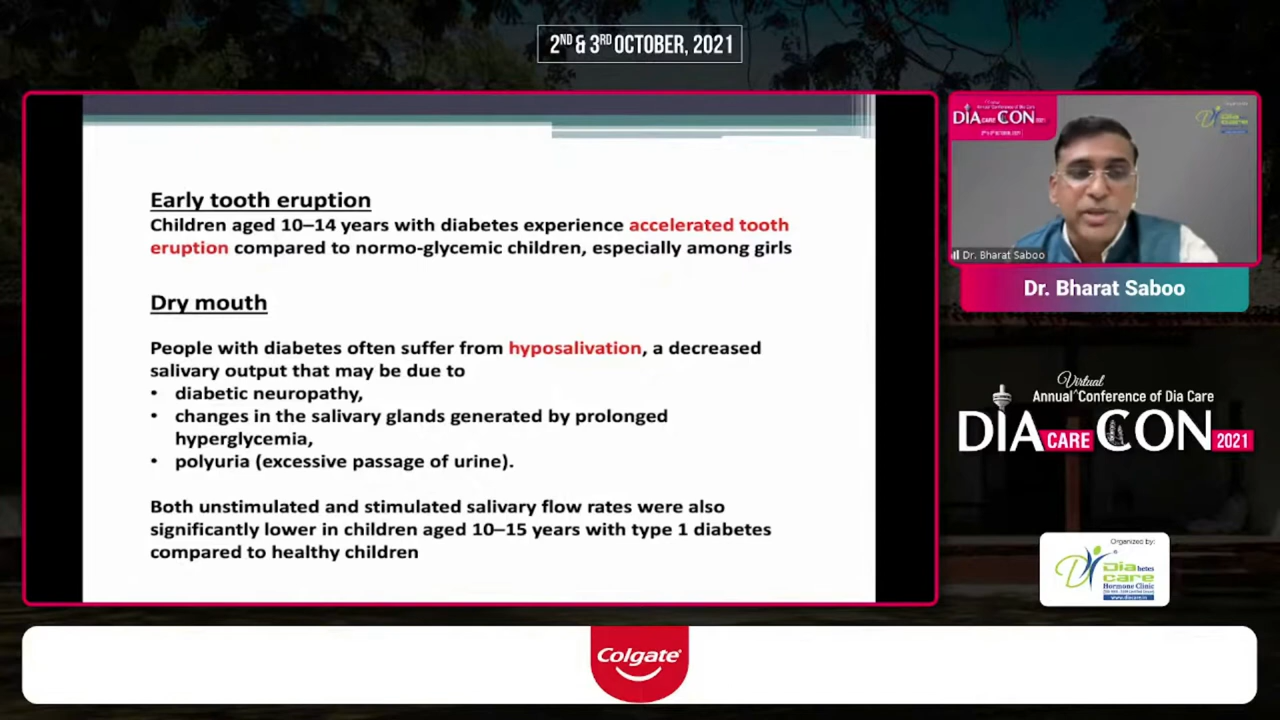 2ND & 3RD OCTOBER, 2021
Early tooth eruption
Children aged 10–14 years with diabetes experience accelerated tooth
eruption compared to normo-glycemic children, especially among girls
Dry mouth
People with diabetes often suffer from hyposalivation, a decreased
salivary output that may be due to
• diabetic neuropathy,
• changes in the salivary glands generated by prolonged
hyperglycemia,
• polyuria (excessive passage of urine).
Both unstimulated and stimulated salivary flow rates were also
significantly lower in children aged 10–15 years with type 1 diabetes
compared to healthy children
DIA CARE CON 2021
Dr. Bharat Saboo
Dr. Bharat Saboo
Virtual
Annual^Conference of Dia Care
DIA CARE CON 2021
Organized by:
Diabetes
care
Hormone Clinic
Colgate